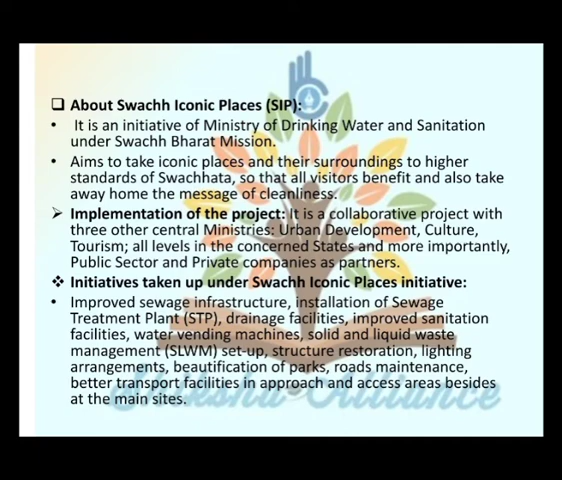 ❑ About Swachh Iconic Places (SIP):
• It is an initiative of Ministry of Drinking Water and Sanitation
under Swachh Bharat Mission.
• Aims to take iconic places and their surroundings to higher
standards of Swachhata, so that all visitors benefit and also take
away home the message of cleanliness.
➢ Implementation of the project: It is a collaborative project with
three other central Ministries: Urban Development, Culture,
Tourism; all levels in the concerned States and more importantly,
Public Sector and Private companies as partners.
❖ Initiatives taken up under Swachh Iconic Places initiative:
• Improved sewage infrastructure, installation of Sewage
Treatment Plant (STP), drainage facilities, improved sanitation
facilities, water vending machines, solid and liquid waste
management (SLWM) set-up, structure restoration, lighting
arrangements, beautification of parks, roads maintenance,
better transport facilities in approach and access areas besides
at the main sites.
Shiksha Alliance